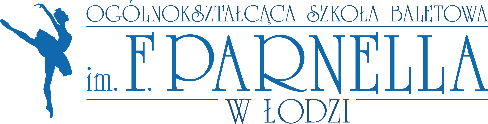 OGÓLNOKSZTAŁCĄCA SZKOŁA BALETOWA
im. F. PARNELLA
W ŁODZI